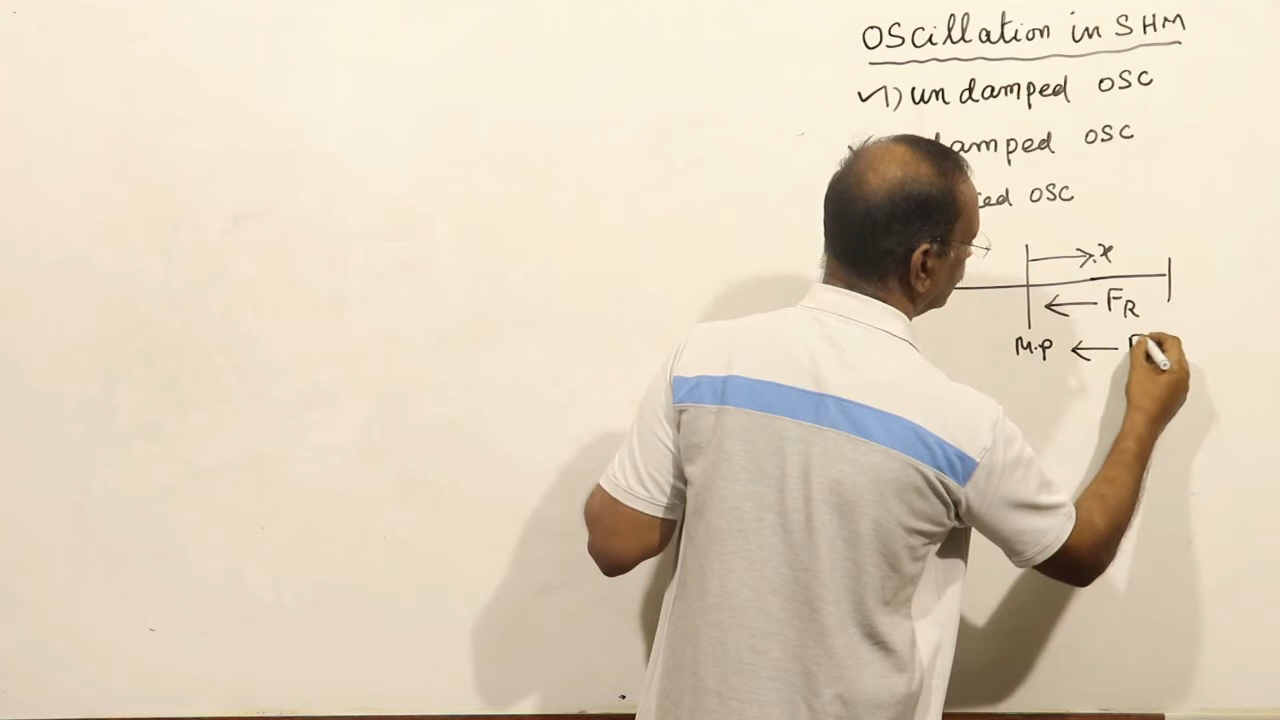 OScillation in SHM
1) undamped OSC
damped OSC
OSC
x
F_R
M.P